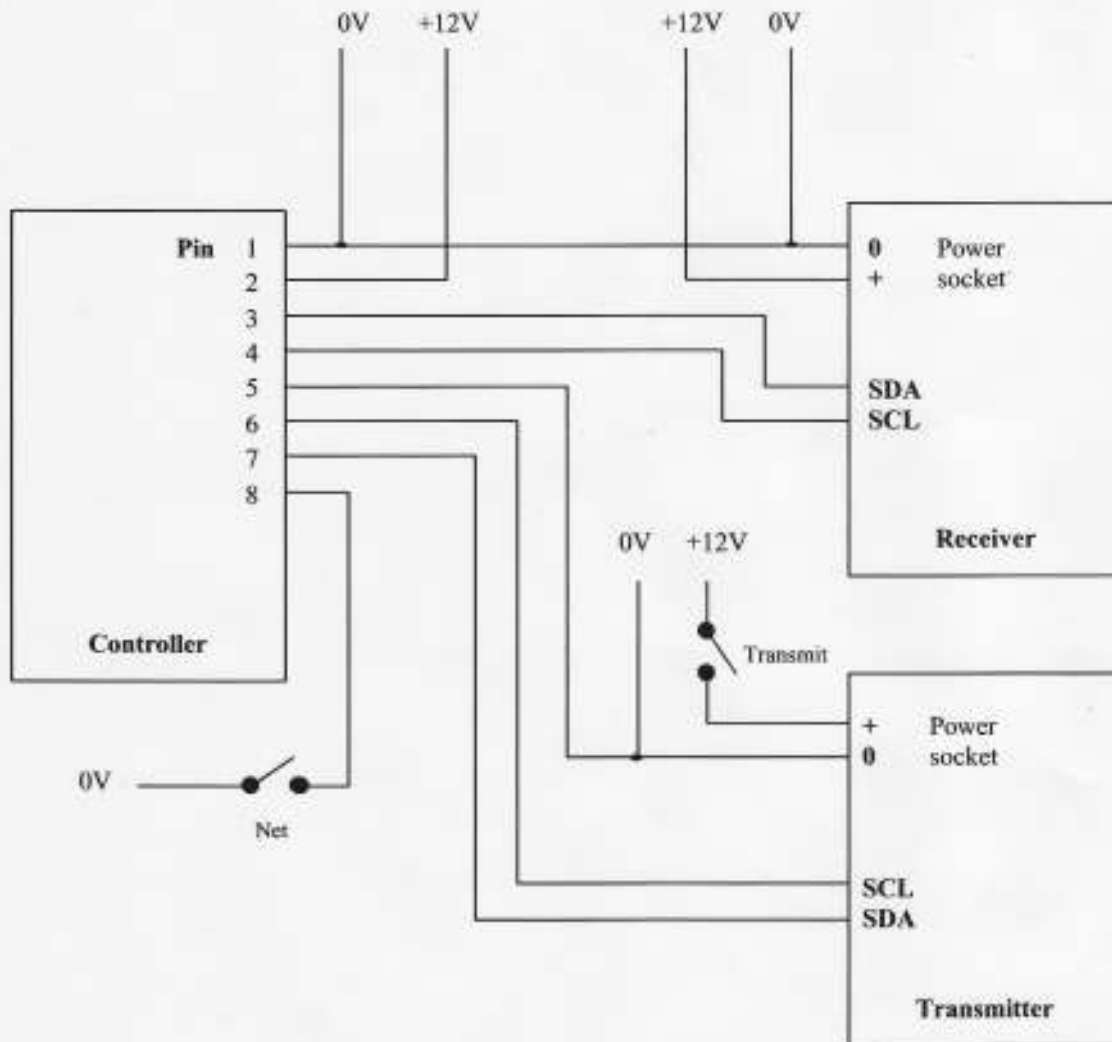 0V +12V +12V 0V
Pin 1
2
3
4
5
6
7
8
Controller
0 Power
+ socket
SDA
SCL
Receiver
0V +12V
Transmit
+ Power
0 socket
SCL
SDA
Transmitter
0V
Net